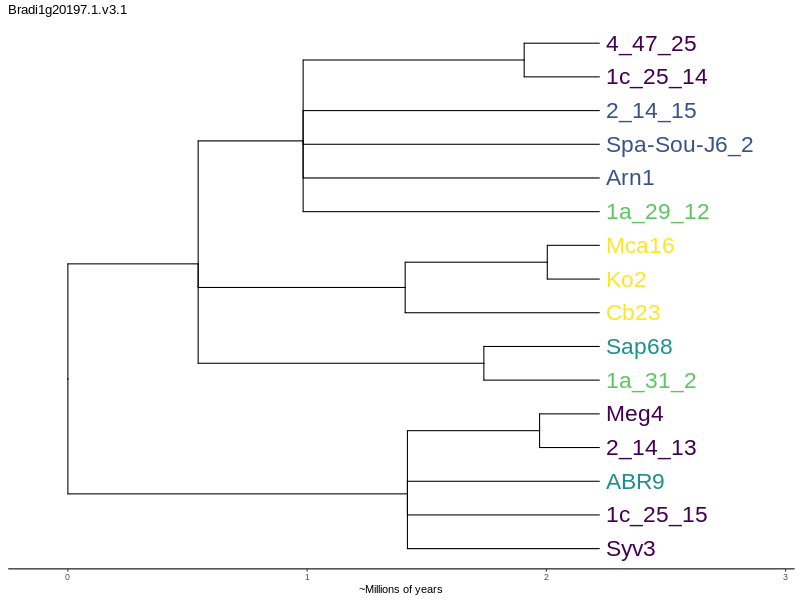 Bradi1g20197.1.v3.1
4_47_25
1c_25_14
2_14_15
Spa-Sou-J6_2
Arn1
1a_29_12
Mca16
Ko2
Cb23
Sap68
1a_31_2
Meg4
2_14_13
ABR9
1c_25_15
Syv3
0 1 2 3
~Millions of years